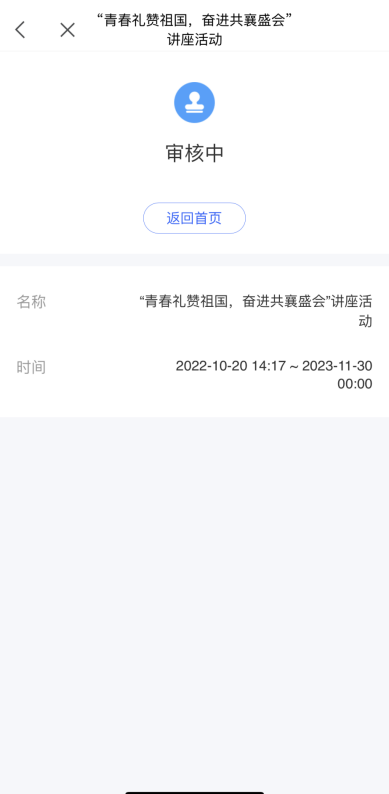 “青春礼赞祖国，奋进共襄盛会”
讲座活动
审核中
返回首页
名称
“青春礼赞祖国，奋进共襄盛会”讲座活
动
时间
2022-10-20 14:17 ~ 2023-11-30
00:00